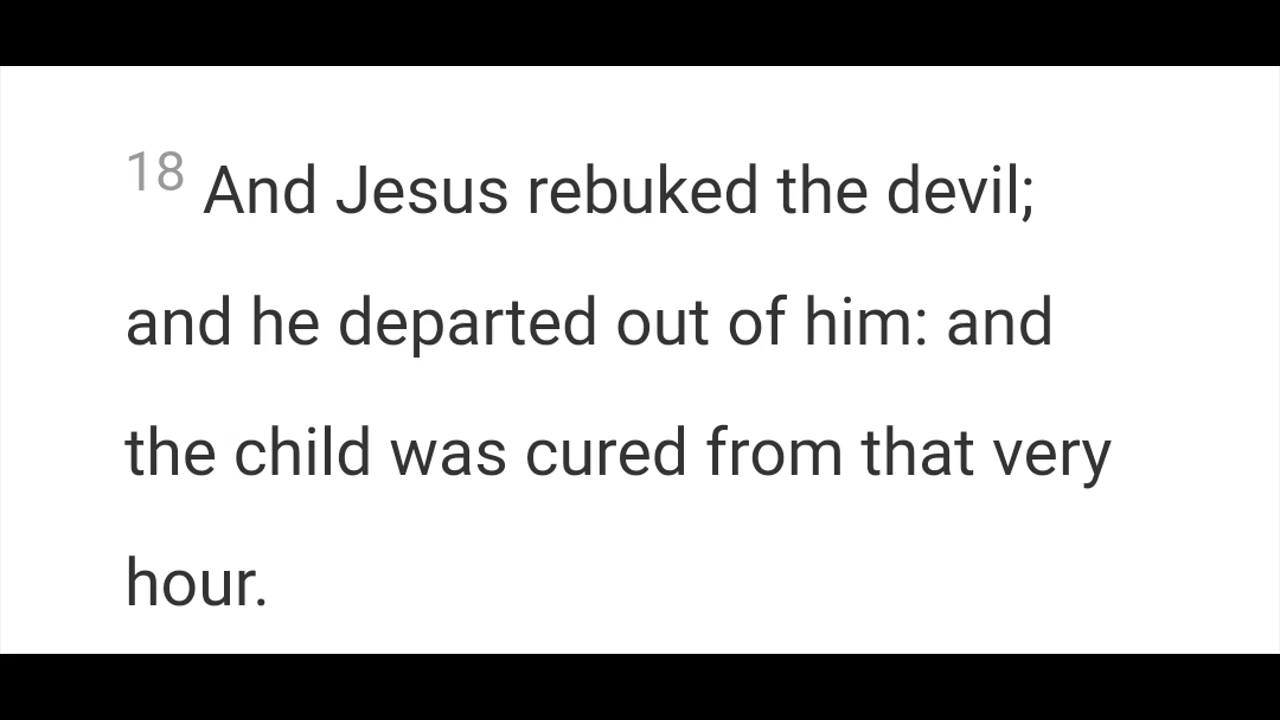 18 And Jesus rebuked the devil;
and he departed out of him: and
the child was cured from that very
hour.